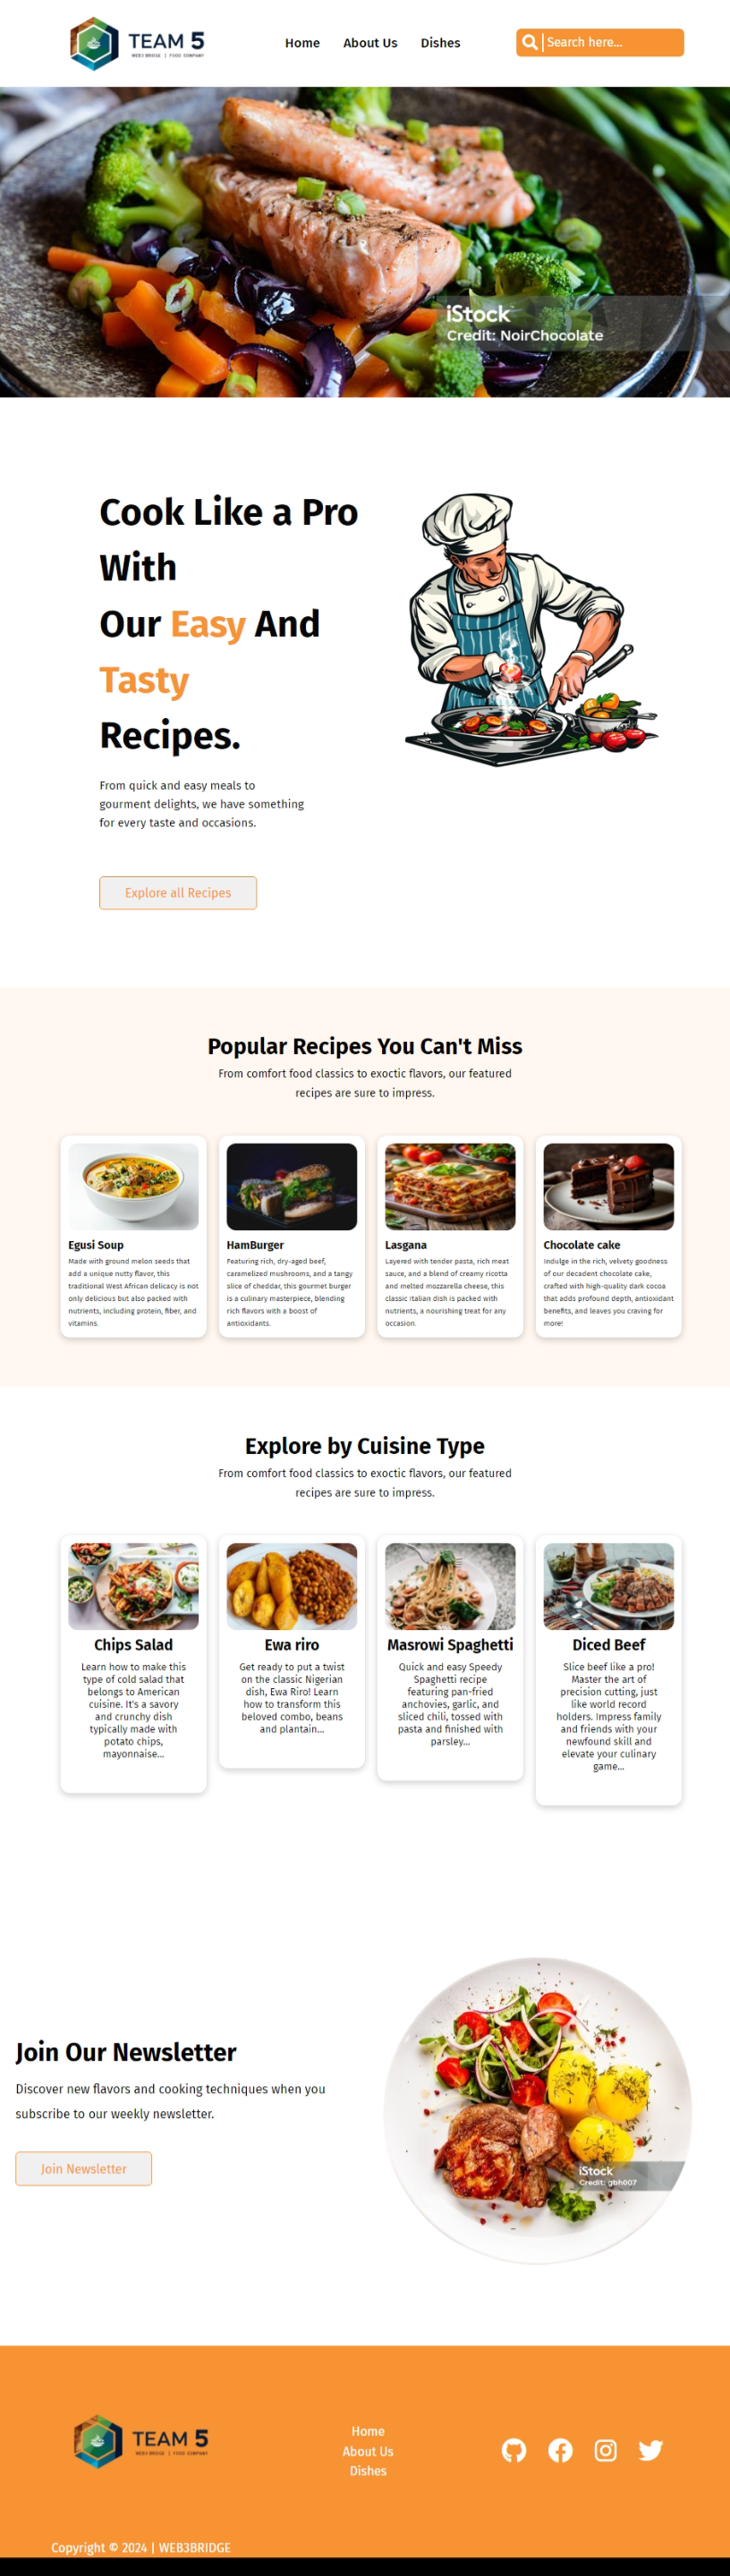 TEAM 5
WEB3 BRIDGE | FOOD COMPANY
Home
About Us
Dishes
Search here...
iStock
Credit: NoirChocolate
Cook Like a Pro
With
Our Easy And
Tasty
Recipes.
From quick and easy meals to
gourment delights, we have something
for every taste and occasions.
Explore all Recipes
Popular Recipes You Can't Miss
From comfort food classics to exoctic flavors, our featured
recipes are sure to impress.
Egusi Soup
Made with ground melon seeds that
add a unique nutty flavor, this
traditional West African delicacy is not
only delicious but also packed with
nutrients, including protein, fiber, and
vitamins.
HamBurger
Featuring rich, dry-aged beef,
caramelized mushrooms, and a tangy
slice of cheddar, this gourmet burger
is a culinary masterpiece, blending
rich flavors with a boost of
antioxidants.
Lasgana
Layered with tender pasta, rich meat
sauce, and a blend of creamy ricotta
and melted mozzarella cheese, this
classic Italian dish is packed with
nutrients, a nourishing treat for any
occasion.
Chocolate cake
Indulge in the rich, velvety goodness
of our decadent chocolate cake,
crafted with high-quality dark cocoa
that adds profound depth, antioxidant
benefits, and leaves you craving for
more!
Explore by Cuisine Type
From comfort food classics to exoctic flavors, our featured
recipes are sure to impress.
Chips Salad
Learn how to make this
type of cold salad that
belongs to American
cuisine. It's a savory
and crunchy dish
typically made with
potato chips,
mayonnaise...
Ewa riro
Get ready to put a twist
on the classic Nigerian
dish, Ewa Riro! Learn
how to transform this
beloved combo, beans
and plantain...
Masrowi Spaghetti
Quick and easy Speedy
Spaghetti recipe
featuring pan-fried
anchovies, garlic, and
sliced chili, tossed with
pasta and finished with
parsley...
Diced Beef
Slice beef like a pro!
Master the art of
precision cutting, just
like world record
holders. Impress family
and friends with your
newfound skill and
elevate your culinary
game...
Join Our Newsletter
Discover new flavors and cooking techniques when you
subscribe to our weekly newsletter.
Join Newsletter
iStock
Credit: gbh007
TEAM 5
WEB3 BRIDGE | FOOD COMPANY
Home
About Us
Dishes
Copyright © 2024 | WEB3BRIDGE